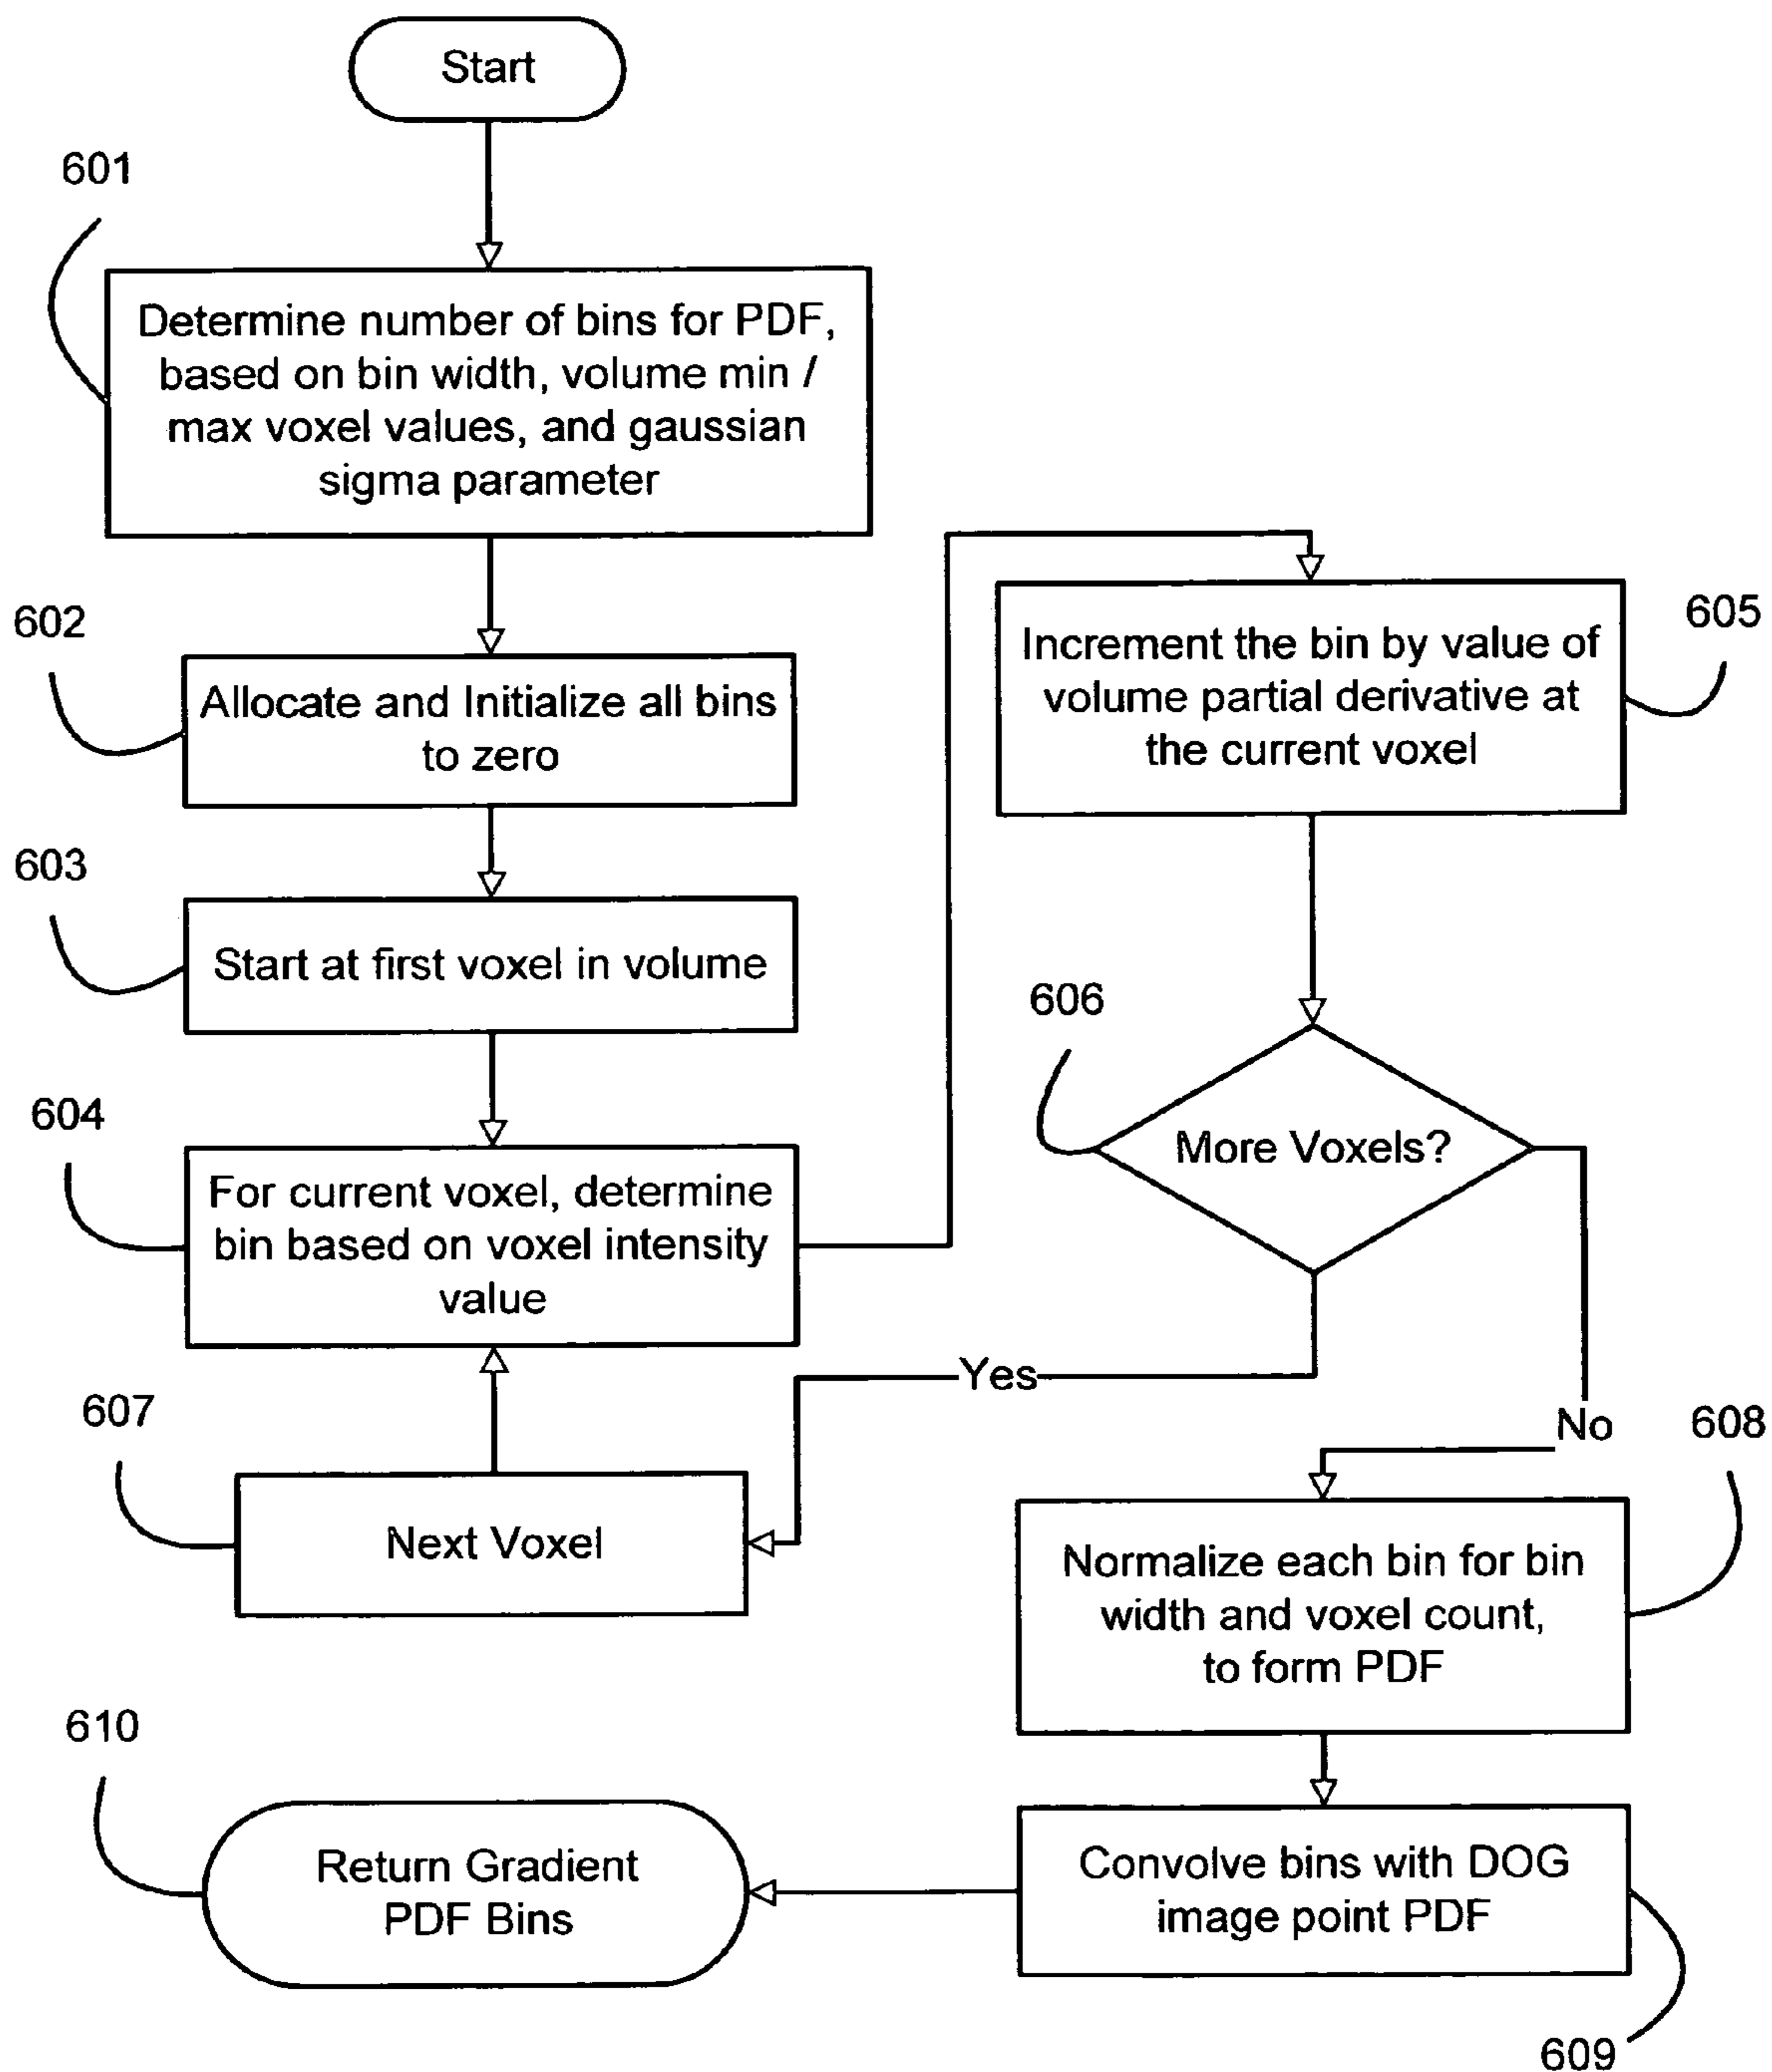 Start
601
Determine number of bins for PDF,
based on bin width, volume min /
max voxel values, and gaussian
sigma parameter
602
Allocate and Initialize all bins
to zero
603
Start at first voxel in volume
604
For current voxel, determine
bin based on voxel intensity
value
605
Increment the bin by value of
volume partial derivative at
the current voxel
606
More Voxels?
Yes
No
607
Next Voxel
608
Normalize each bin for bin
width and voxel count,
to form PDF
609
Convolve bins with DOG
image point PDF
610
Return Gradient
PDF Bins